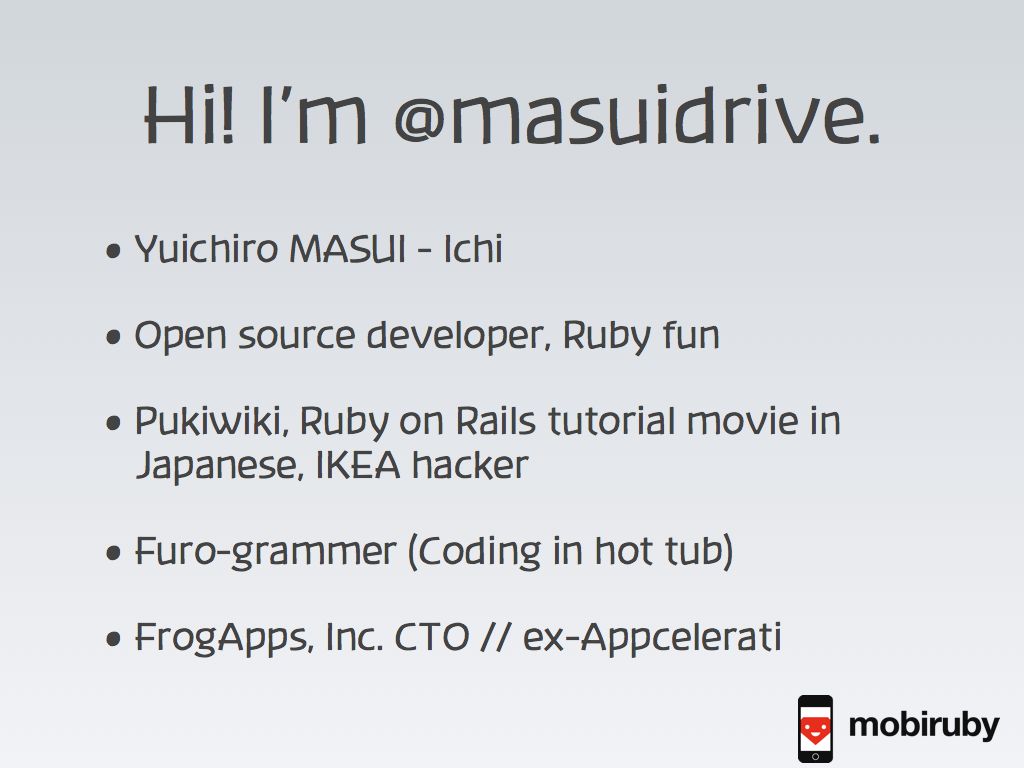 Hi! I'm @masuidrive.
• Yuichiro MASUI - Ichi
• Open source developer, Ruby fun
• Pukiwiki, Ruby on Rails tutorial movie in
Japanese, IKEA hacker
• Furo-grammer (Coding in hot tub)
• FrogApps, Inc. CTO // ex-Appcelerati
mobiruby